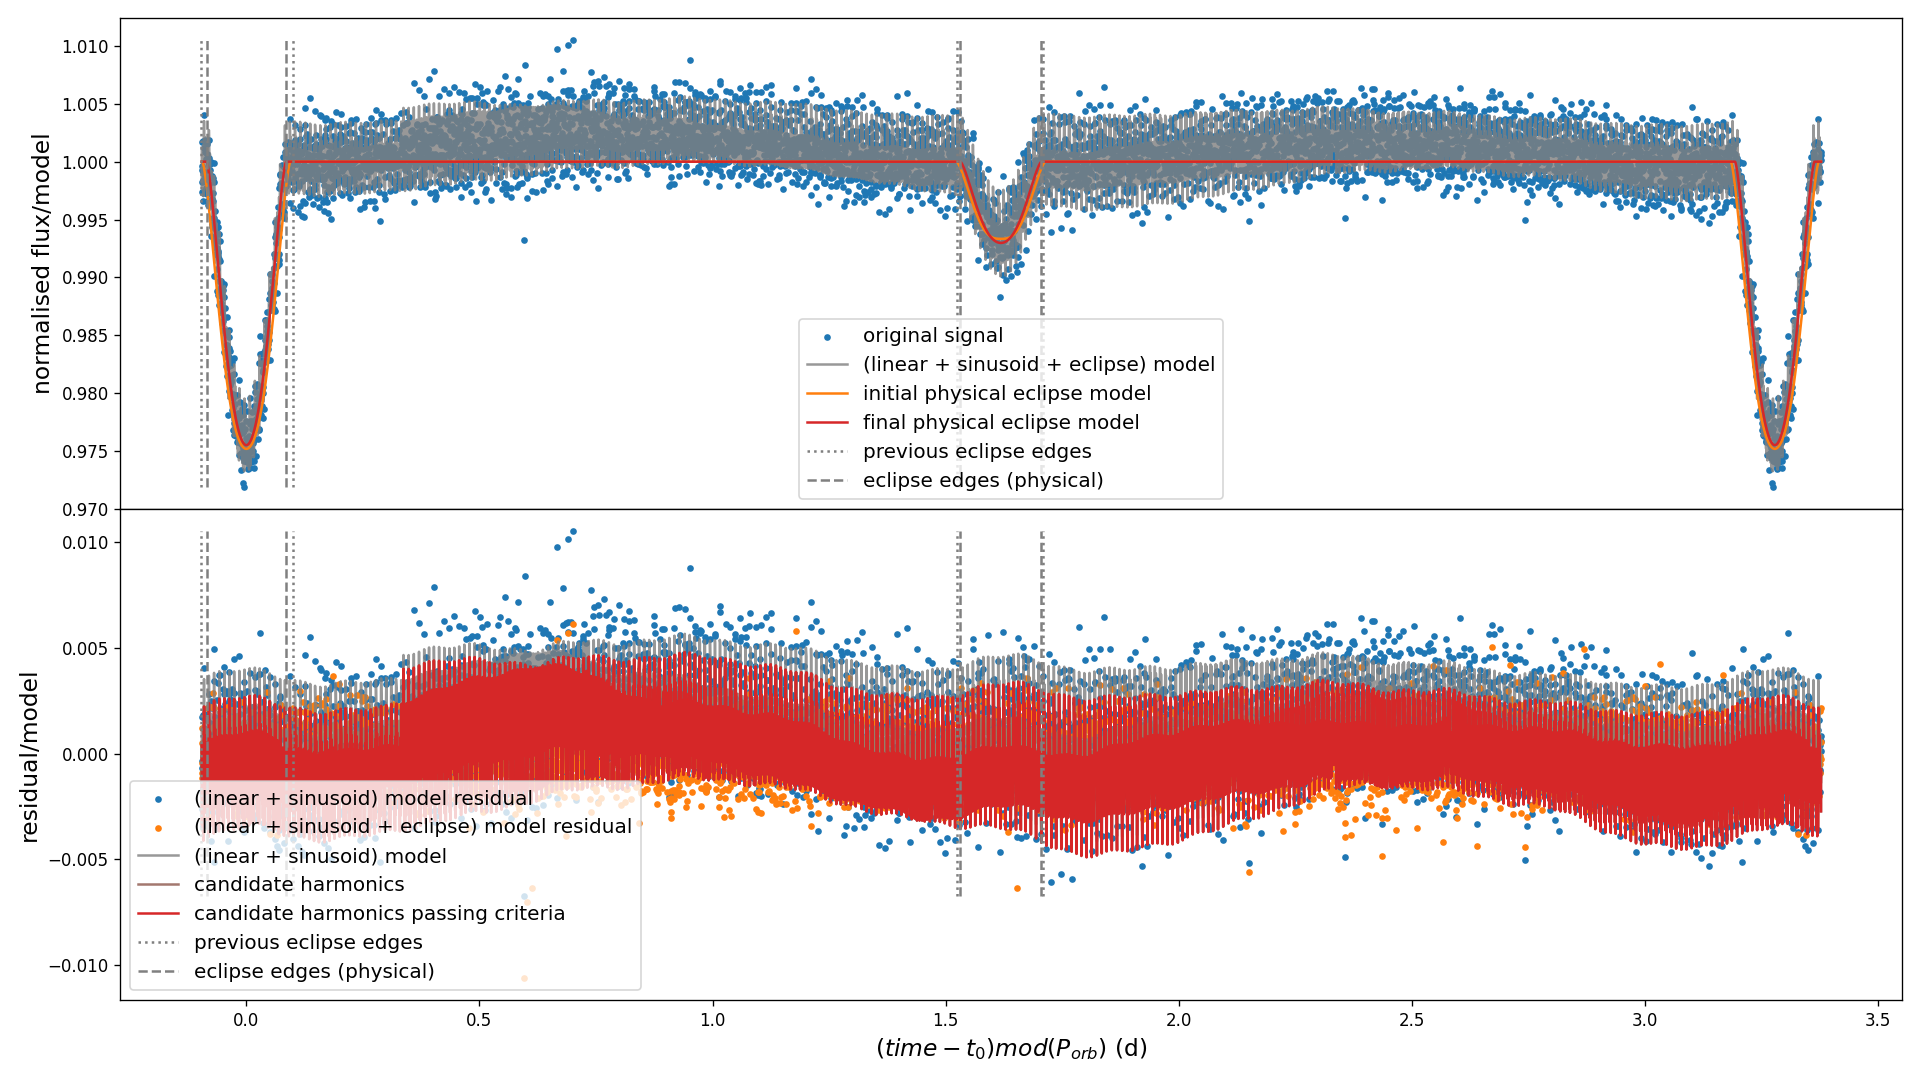 normalised flux/model
1.010
1.005
1.000
0.995
0.990
0.985
0.980
0.975
0.970
original signal
(linear + sinusoid + eclipse) model
initial physical eclipse model
final physical eclipse model
previous eclipse edges
eclipse edges (physical)
residual/model
0.010
0.005
0.000
−0.005
−0.010
(linear + sinusoid) model residual
(linear + sinusoid + eclipse) model residual
(linear + sinusoid) model
candidate harmonics
candidate harmonics passing criteria
previous eclipse edges
eclipse edges (physical)
0.0 0.5 1.0 1.5 2.0 2.5 3.0 3.5
(time − t₀)mod(P_orb) (d)